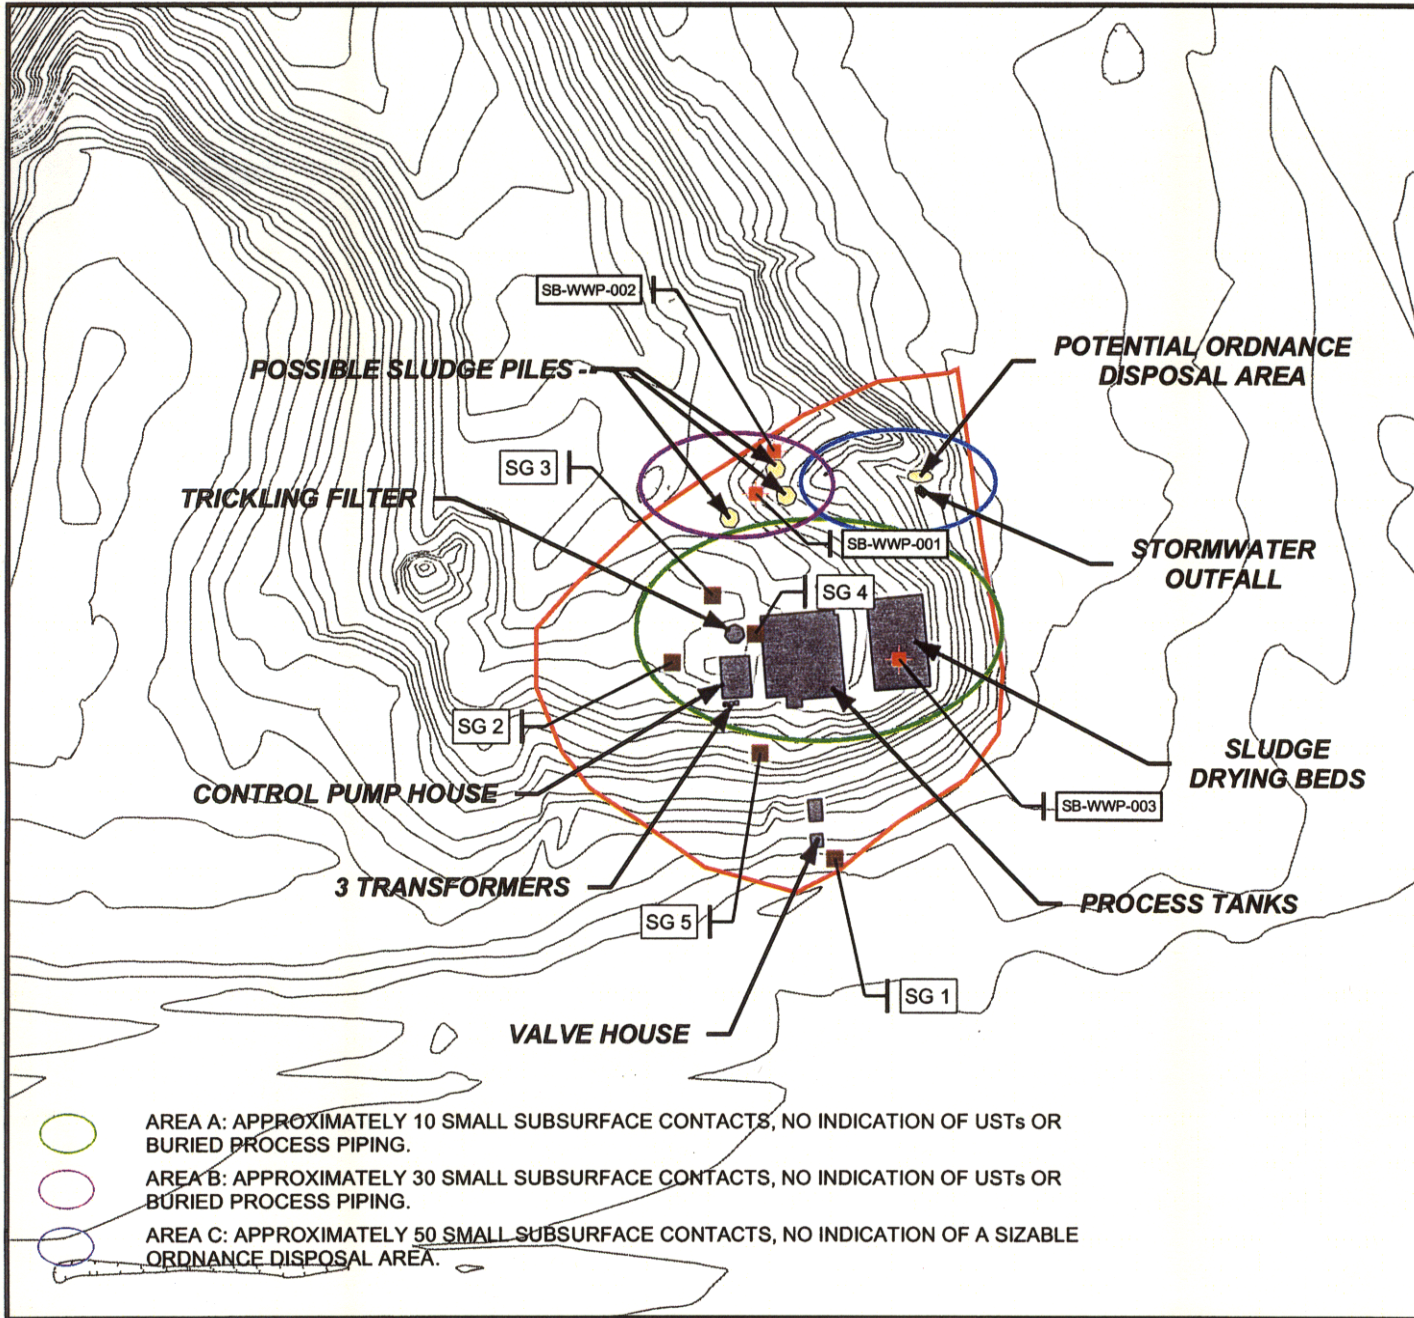 SB-WWP-002
POSSIBLE SLUDGE PILES
POTENTIAL ORDNANCE
DISPOSAL AREA
SG 3
TRICKLING FILTER
SB-WWP-001
STORMWATER
OUTFALL
SG 4
SG 2
CONTROL PUMP HOUSE
SLUDGE
DRYING BEDS
SB-WWP-003
3 TRANSFORMERS
PROCESS TANKS
SG 5
SG 1
VALVE HOUSE
AREA A: APPROXIMATELY 10 SMALL SUBSURFACE CONTACTS, NO INDICATION OF USTs OR
BURIED PROCESS PIPING.
AREA B: APPROXIMATELY 30 SMALL SUBSURFACE CONTACTS, NO INDICATION OF USTs OR
BURIED PROCESS PIPING.
AREA C: APPROXIMATELY 50 SMALL SUBSURFACE CONTACTS, NO INDICATION OF A SIZABLE
ORDNANCE DISPOSAL AREA.